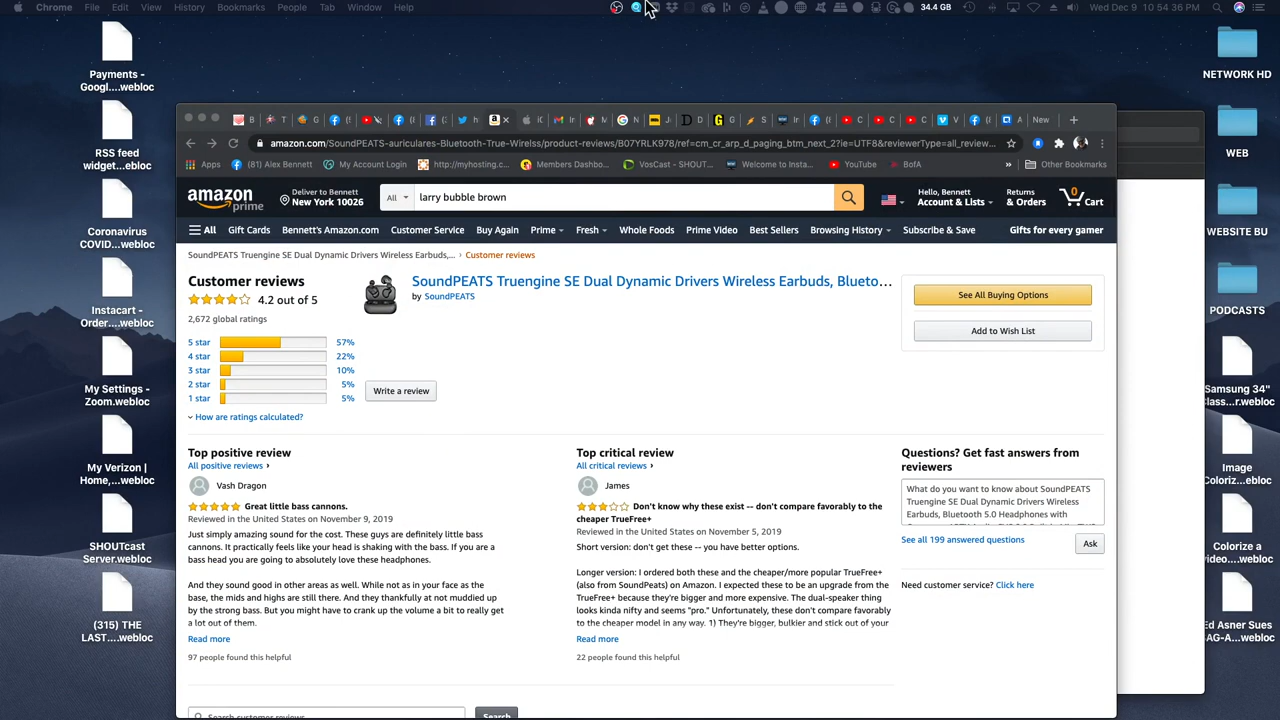 Chrome File Edit View History Bookmarks People Tab Window Help
34.4 GB Wed Dec 9 10:54:36 PM
Payments -
Googl....webloc
RSS feed
widget...webloc
Coronavirus
COVID...webloc
Instacart -
Order....webloc
My Settings -
Zoom.webloc
My Verizon |
Home,...webloc
SHOUTcast
Server.webloc
(315) THE
LAST....webloc
NETWORK HD
WEB
WEBSITE BU
PODCASTS
Samsung 34"
Image
Ed Asner Sues
New
amazon.com/SoundPEATS-auriculares-Bluetooth-True-Wirelss/product-reviews/B07YRLK978/ref=cm_cr_arp_d_paging_btm_next_2?ie=UTF8&reviewerType=all_review...
Apps (81) Alex Bennett My Account Login http://myhosting.c... Members Dashbo... VosCast - SHOUT... Welcome to Insta... YouTube BofA » Other Bookmarks
amazon
prime
Deliver to Bennett
New York 10026
All larry bubble brown
Hello, Bennett
Account & Lists
Returns
& Orders
0
Cart
All Gift Cards Bennett's Amazon.com Customer Service Buy Again Prime Fresh Whole Foods Prime Video Best Sellers Browsing History Subscribe & Save Gifts for every gamer
SoundPEATS Truengine SE Dual Dynamic Drivers Wireless Earbuds,... › Customer reviews
Customer reviews
4.2 out of 5
2,672 global ratings
5 star 57%
4 star 22%
3 star 10%
2 star 5%
1 star 5%
How are ratings calculated?
SoundPEATS Truengine SE Dual Dynamic Drivers Wireless Earbuds, Blueto...
by SoundPEATS
Write a review
See All Buying Options
Add to Wish List
Top positive review
All positive reviews ›
Vash Dragon
Great little bass cannons.
Reviewed in the United States on November 9, 2019
Just simply amazing sound for the cost. These guys are definitely little bass
cannons. It practically feels like your head is shaking with the bass. If you are a
bass head you are going to absolutely love these headphones.
And they sound good in other areas as well. While not as in your face as the
base, the mids and highs are still there. And they thankfully at not muddied up
by the strong bass. But you might have to crank up the volume a bit to really get
a lot out of them.
Read more
97 people found this helpful
Top critical review
All critical reviews ›
James
Don't know why these exist -- don't compare favorably to the
cheaper TrueFree+
Reviewed in the United States on November 5, 2019
Short version: don't get these -- you have better options.
Longer version: I ordered both these and the cheaper/more popular TrueFree+
(also from SoundPeats) on Amazon. I expected these to be an upgrade from the
TrueFree+ because they're bigger and more expensive. The dual-speaker thing
looks kinda nifty and seems "pro." Unfortunately, these don't compare favorably
to the cheaper model in any way. 1) They're bigger, bulkier and stick out of your
Read more
22 people found this helpful
Questions? Get fast answers from
reviewers
What do you want to know about SoundPEATS
Truengine SE Dual Dynamic Drivers Wireless
Earbuds, Bluetooth 5.0 Headphones with
See all 199 answered questions
Ask
Need customer service? Click here
Search customer reviews
Search